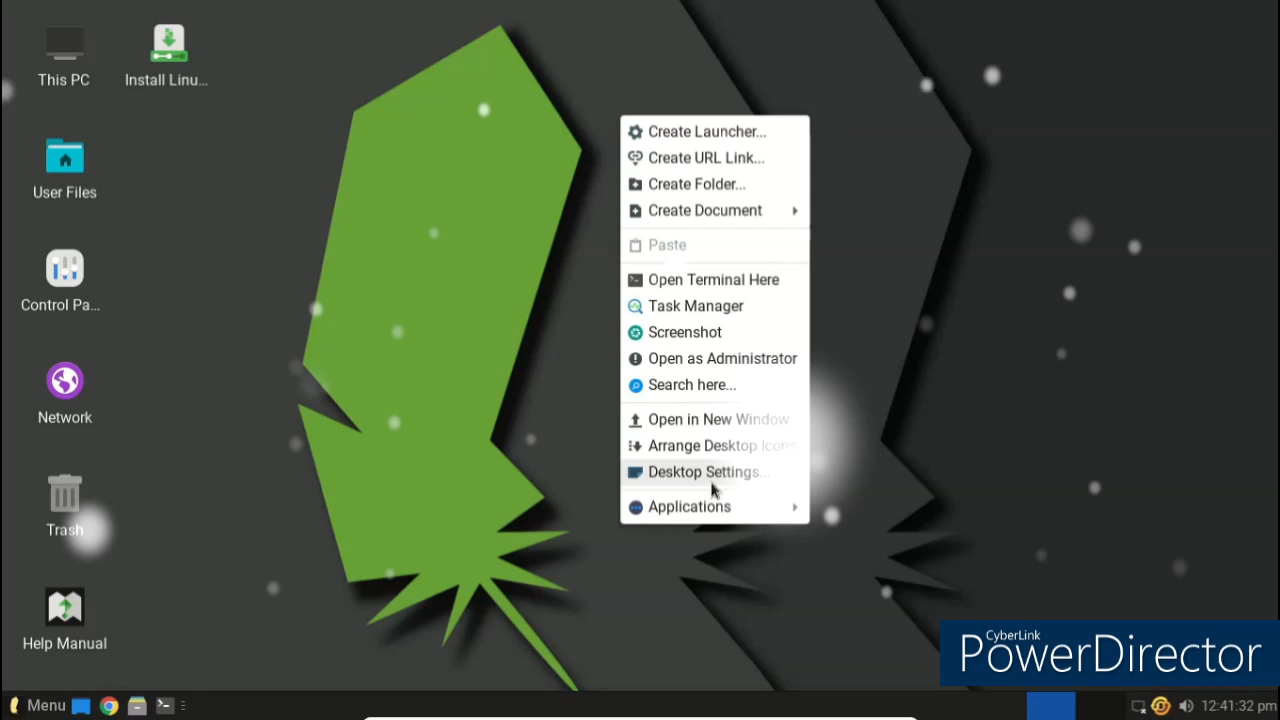 This PC
Install Linu...
User Files
Control Pa...
Network
Trash
Help Manual
Create Launcher...
Create URL Link...
Create Folder...
Create Document
Paste
Open Terminal Here
Task Manager
Screenshot
Open as Administrator
Search here...
Open in New Window
Arrange Desktop Icons
Desktop Settings...
Applications
CyberLink
PowerDirector
Menu
12:41:32 pm